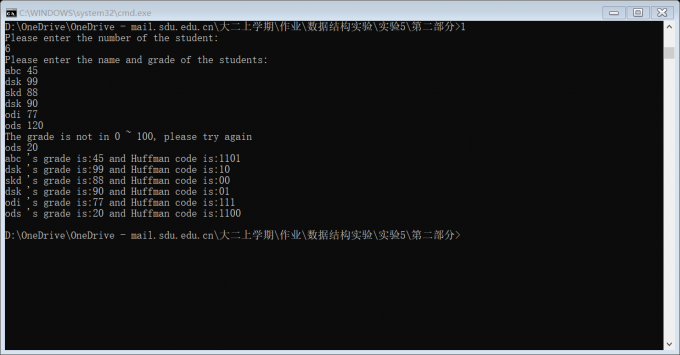 C:\WINDOWS\system32\cmd.exe
D:\OneDrive\OneDrive - mail.sdu.edu.cn\大二上学期\作业\数据结构实验\实验5\第二部分>1
Please enter the number of the student:
6
Please enter the name and grade of the students:
abc 45
dsk 99
skd 88
dsk 90
odi 77
ods 120
The grade is not in 0 ~ 100, please try again
ods 20
abc 's grade is:45 and Huffman code is:1101
dsk 's grade is:99 and Huffman code is:10
skd 's grade is:88 and Huffman code is:00
dsk 's grade is:90 and Huffman code is:01
odi 's grade is:77 and Huffman code is:111
ods 's grade is:20 and Huffman code is:1100
D:\OneDrive\OneDrive - mail.sdu.edu.cn\大二上学期\作业\数据结构实验\实验5\第二部分>